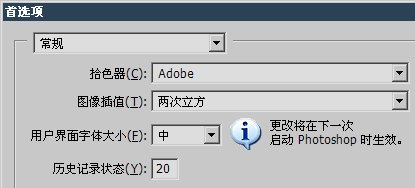 首选项
常规
拾色器(C): Adobe
图像插值(T): 两次立方
用户界面字体大小(F): 中
更改将在下一次
启动 Photoshop 时生效。
历史记录状态(Y): 20